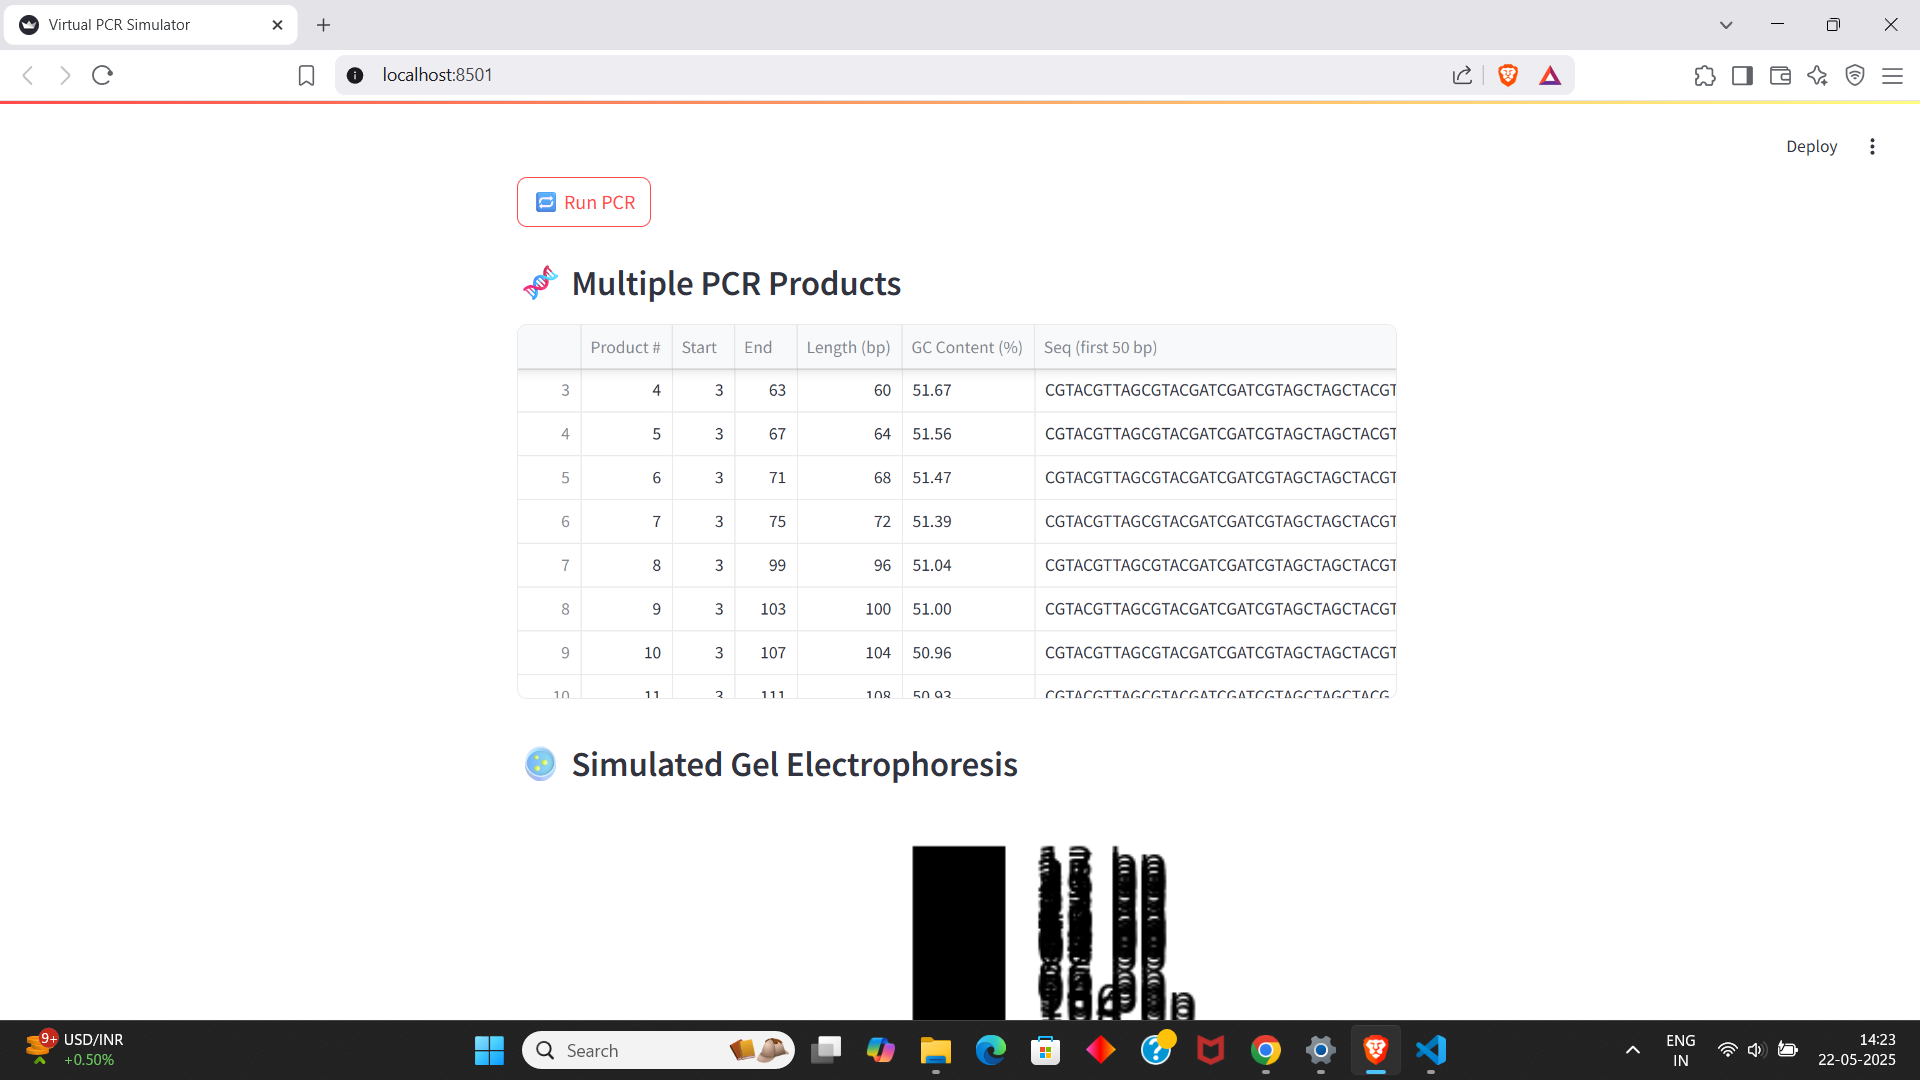 Virtual PCR Simulator
localhost:8501
Deploy
Run PCR
Multiple PCR Products
Product # Start End Length (bp) GC Content (%) Seq (first 50 bp)
3 4 3 63 60 51.67 CGTACGTTAGCGTACGATCGATCGTAGCTAGCTACGT
4 5 3 67 64 51.56 CGTACGTTAGCGTACGATCGATCGTAGCTAGCTACGT
5 6 3 71 68 51.47 CGTACGTTAGCGTACGATCGATCGTAGCTAGCTACGT
6 7 3 75 72 51.39 CGTACGTTAGCGTACGATCGATCGTAGCTAGCTACGT
7 8 3 99 96 51.04 CGTACGTTAGCGTACGATCGATCGTAGCTAGCTACGT
8 9 3 103 100 51.00 CGTACGTTAGCGTACGATCGATCGTAGCTAGCTACGT
9 10 3 107 104 50.96 CGTACGTTAGCGTACGATCGATCGTAGCTAGCTACGT
10 11 3 111 108 50.93 CGTACGTTAGCGTACGATCGATCGTAGCTAGCTACG
Simulated Gel Electrophoresis
9+ USD/INR
+0.50%
Search
ENG
IN
14:23
22-05-2025